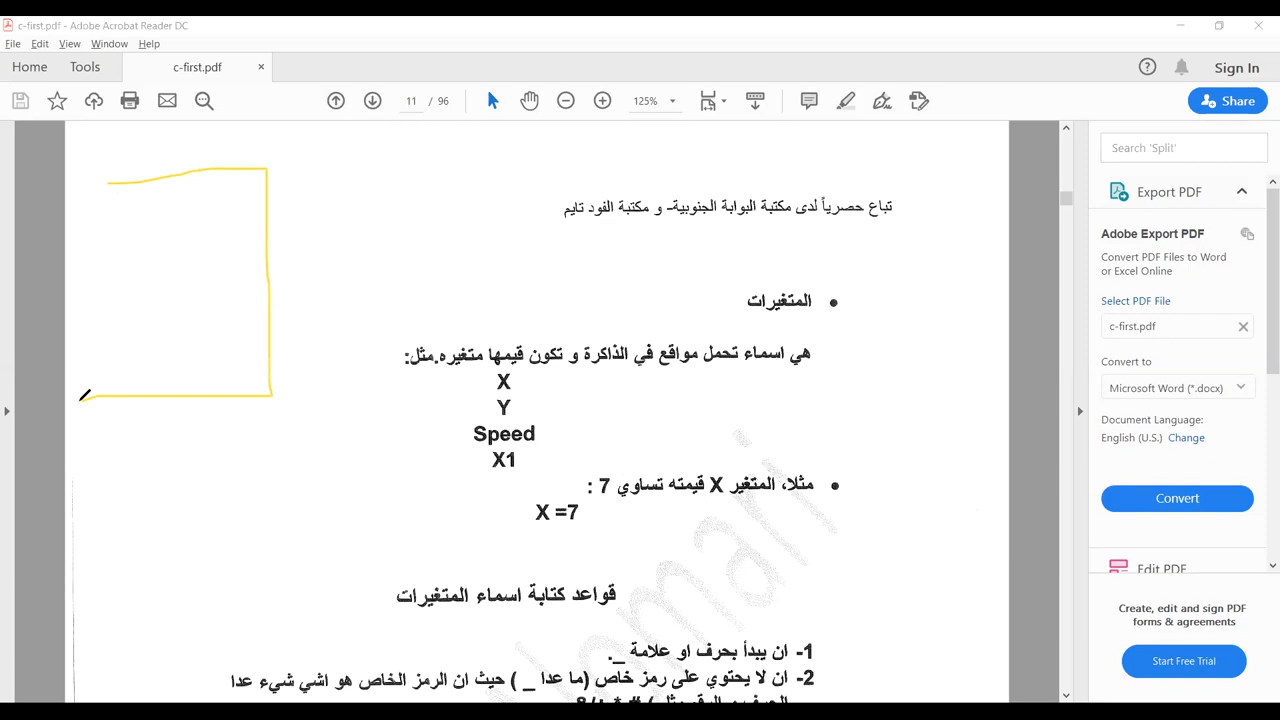 c-first.pdf - Adobe Acrobat Reader DC
File Edit View Window Help
Home Tools c-first.pdf × Sign In
11 / 96 125% Share
Search 'Split'
Export PDF
Adobe Export PDF
Convert PDF Files to Word
or Excel Online
Select PDF File
c-first.pdf
Convert to
Microsoft Word (*.docx)
Document Language:
English (U.S.) Change
Convert
Edit PDF
Create, edit and sign PDF
forms & agreements
Start Free Trial
تباع حصرياً لدى مكتبة البوابة الجنوبية- و مكتبة الفود تايم
• المتغيرات
هي اسماء تحمل مواقع في الذاكرة و تكون قيمها متغيره.مثل:
X
Y
Speed
X1
• مثلا، المتغير X قيمته تساوي 7 :
X =7
قواعد كتابة اسماء المتغيرات
1- ان يبدأ بحرف او علامة _.
2- ان لا يحتوي على رمز خاص (ما عدا _ ) حيث ان الرمز الخاص هو اشي شيء عدا